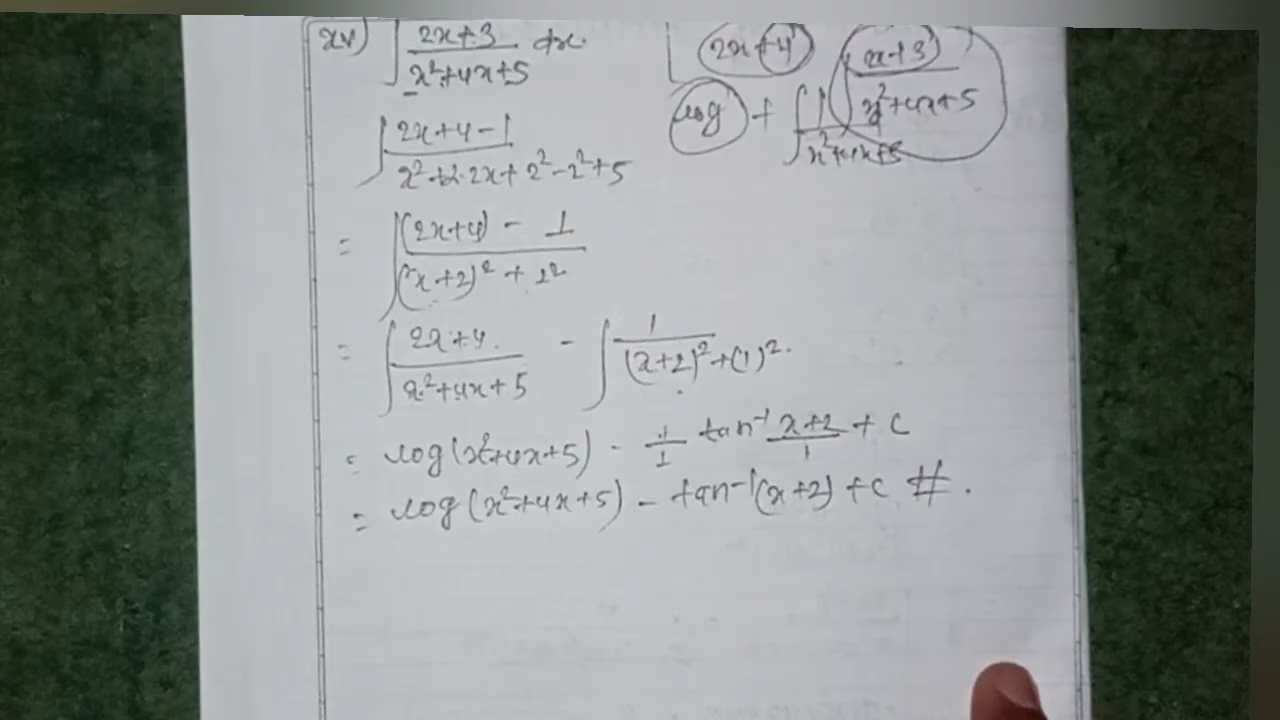 xv) ∫ 2x+3 / x²+4x+5 dx.
∫ 2x+4-1 / x²+2.2x+2²-2²+5
= ∫ (2x+4) - 1 / (x+2)² + 1²
= ∫ 2x+4. / x²+4x+5 - ∫ 1 / (x+2)²+(1)².
= log(x²+4x+5) - 1/1 tan⁻¹ x+2/1 + c
= log(x²+4x+5) - tan⁻¹(x+2) + c #.
2x+4
x+3 / x²+4x+5
log + ∫ 1 / x²+4x+5